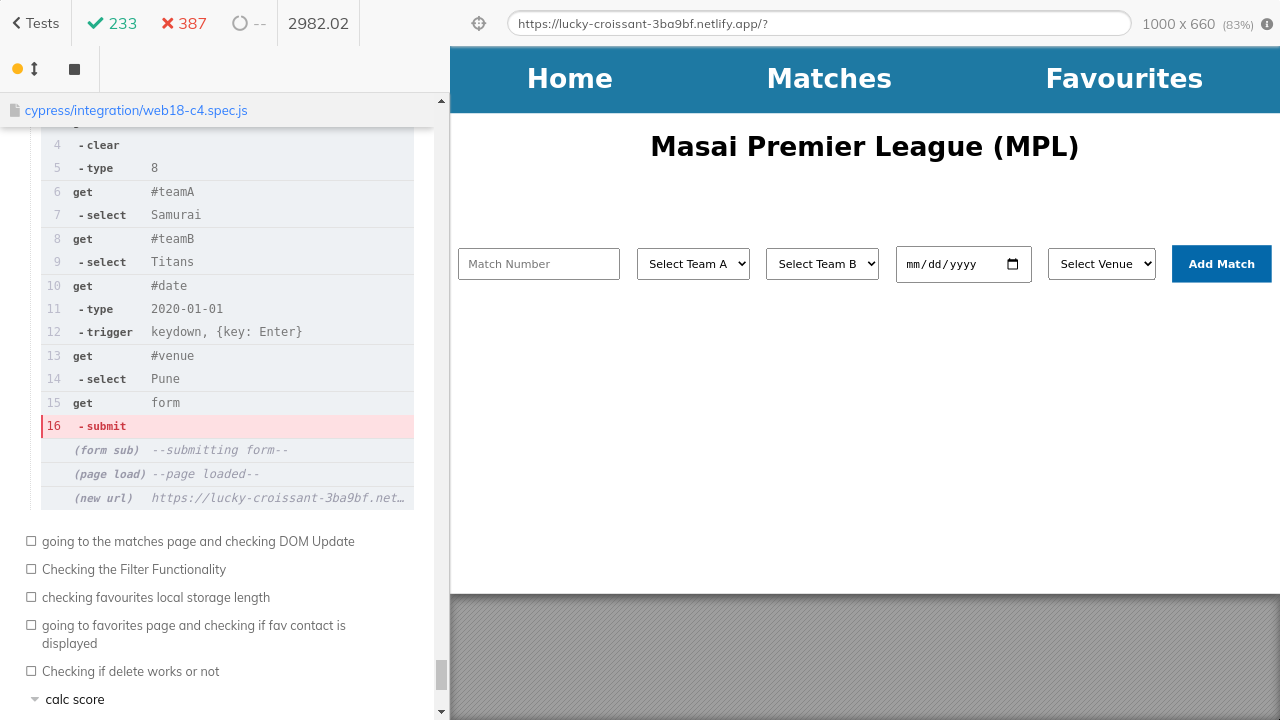 Tests 233 387 -- 2982.02
https://lucky-croissant-3ba9bf.netlify.app/? 1000 x 660 (83%)
cypress/integration/web18-c4.spec.js
4 -clear
5 -type 8
6 get #teamA
7 -select Samurai
8 get #teamB
9 -select Titans
10 get #date
11 -type 2020-01-01
12 -trigger keydown, {key: Enter}
13 get #venue
14 -select Pune
15 get form
16 -submit
(form sub) --submitting form--
(page load) --page loaded--
(new url) https://lucky-croissant-3ba9bf.net…
going to the matches page and checking DOM Update
Checking the Filter Functionality
checking favourites local storage length
going to favorites page and checking if fav contact is
displayed
Checking if delete works or not
calc score
Home Matches Favourites
Masai Premier League (MPL)
Match Number Select Team A Select Team B mm/dd/yyyy Select Venue Add Match